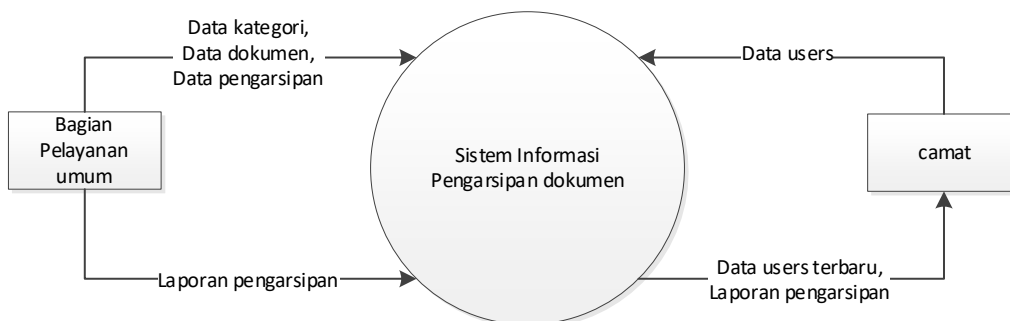 Data kategori,
Data dokumen,
Data pengarsipan
Data users
Bagian
Pelayanan
umum
Sistem Informasi
Pengarsipan dokumen
camat
Laporan pengarsipan
Data users terbaru,
Laporan pengarsipan